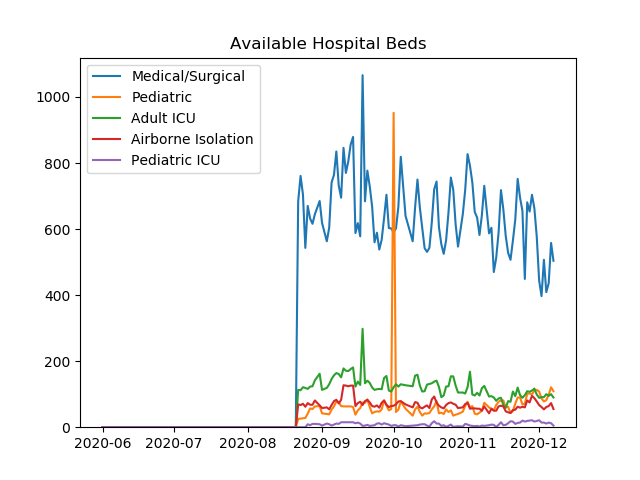 Available Hospital Beds
Medical/Surgical
Pediatric
Adult ICU
Airborne Isolation
Pediatric ICU
1000
800
600
400
200
0
2020-06 2020-07 2020-08 2020-09 2020-10 2020-11 2020-12